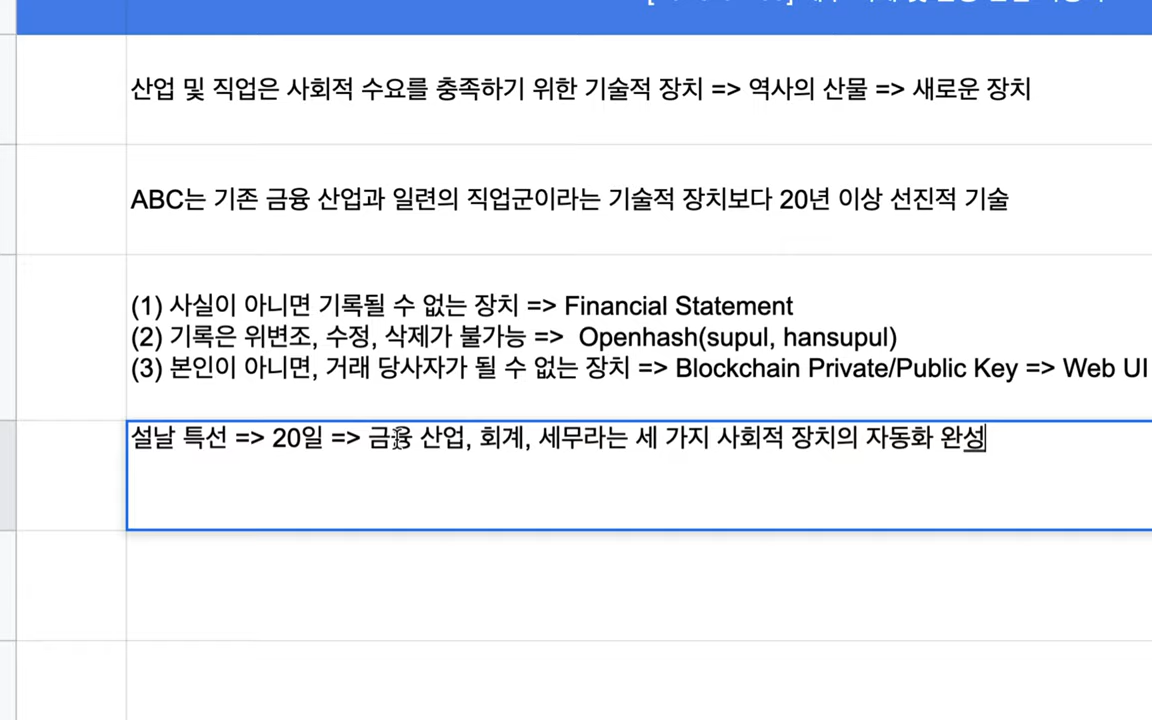 산업 및 직업은 사회적 수요를 충족하기 위한 기술적 장치 => 역사의 산물 => 새로운 장치
ABC는 기존 금융 산업과 일련의 직업군이라는 기술적 장치보다 20년 이상 선진적 기술
(1) 사실이 아니면 기록될 수 없는 장치 => Financial Statement
(2) 기록은 위변조, 수정, 삭제가 불가능 => Openhash(supul, hansupul)
(3) 본인이 아니면, 거래 당사자가 될 수 없는 장치 => Blockchain Private/Public Key => Web UI
설날 특선 => 20일 => 금융 산업, 회계, 세무라는 세 가지 사회적 장치의 자동화 완성